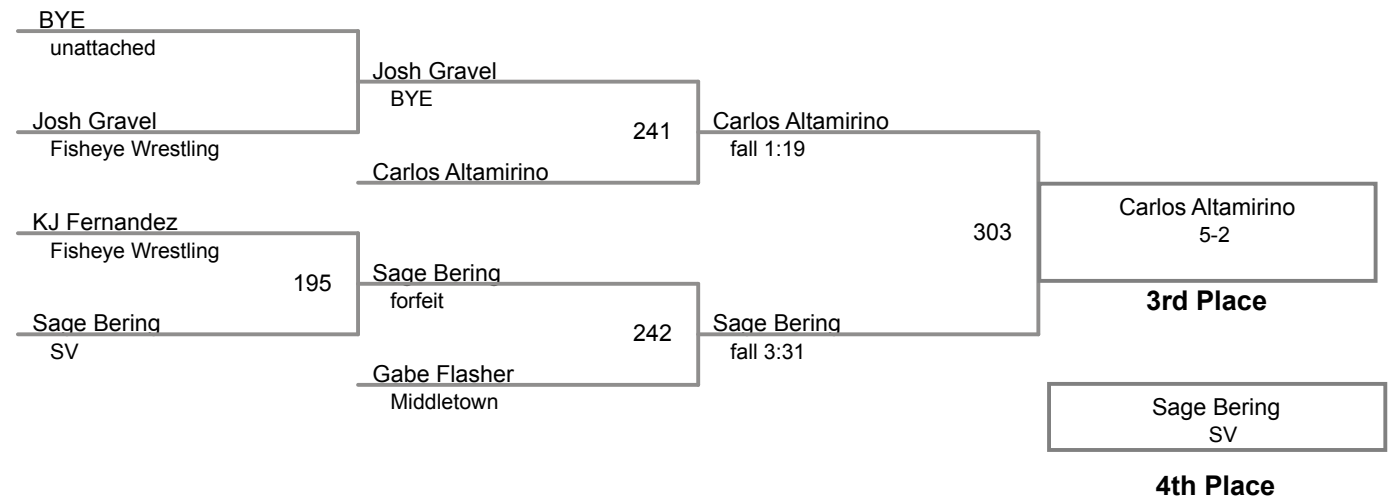 BYE
unattached
Josh Gravel
BYE
Josh Gravel
Fisheye Wrestling
241
Carlos Altamirino
fall 1:19
Carlos Altamirino
KJ Fernandez
Fisheye Wrestling
195
Sage Bering
forfeit
Sage Bering
SV
242
Sage Bering
fall 3:31
Gabe Flasher
Middletown
303
Carlos Altamirino
5-2
3rd Place
Sage Bering
SV
4th Place